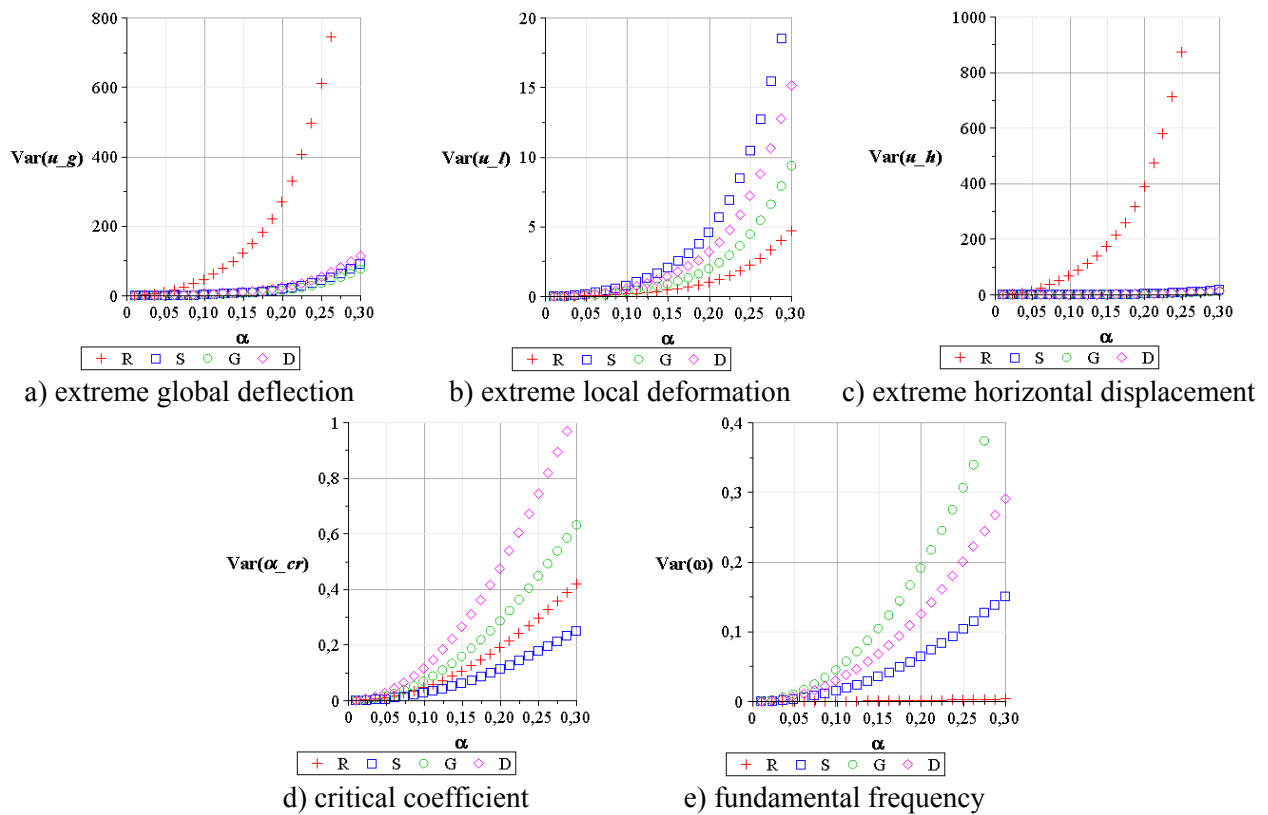 800
600
400
200
0
Var(u_g)
0 0,05 0,10 0,15 0,20 0,25 0,30
α
R S G D
a) extreme global deflection
20
15
10
5
0
Var(u_l)
0 0,05 0,10 0,15 0,20 0,25 0,30
α
R S G D
b) extreme local deformation
1000
800
600
400
200
0
Var(u_h)
0 0,05 0,10 0,15 0,20 0,25 0,30
α
R S G D
c) extreme horizontal displacement
1
0,8
0,6
0,4
0,2
0
Var(α_cr)
0 0,05 0,10 0,15 0,20 0,25 0,30
α
R S G D
d) critical coefficient
0,4
0,3
0,2
0,1
0
Var(ω)
0 0,05 0,10 0,15 0,20 0,25 0,30
α
R S G D
e) fundamental frequency